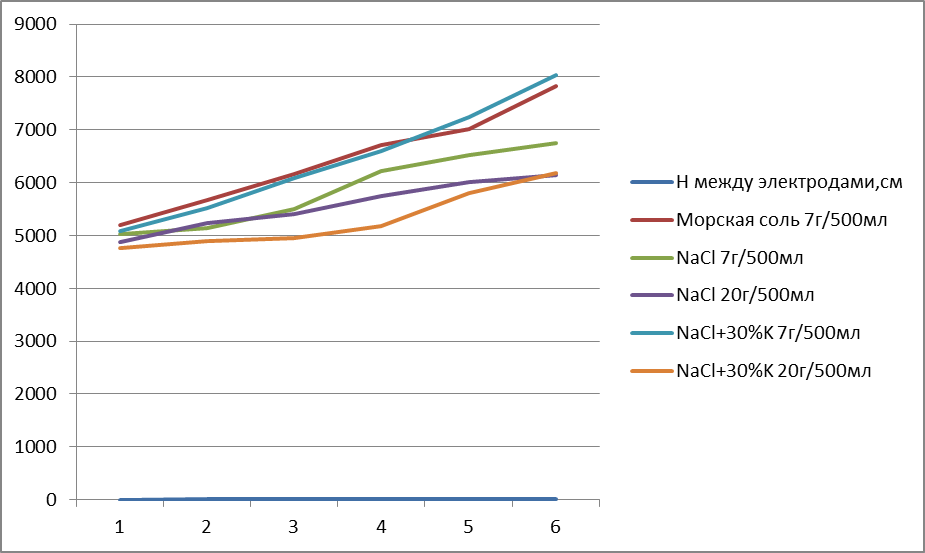 9000
8000
7000
6000
5000
4000
3000
2000
1000
0
1 2 3 4 5 6
Н между электродами,см
Морская соль 7г/500мл
NaCl 7г/500мл
NaCl 20г/500мл
NaCl+30%K 7г/500мл
NaCl+30%K 20г/500мл